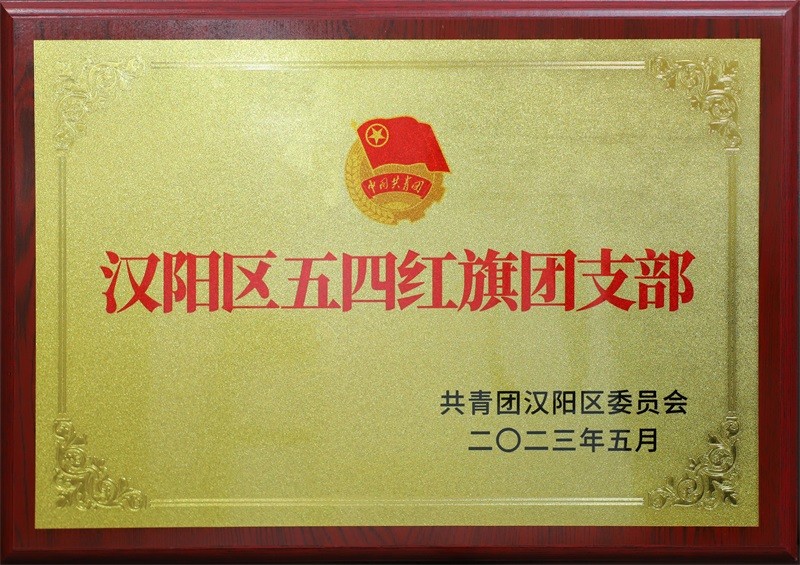 中国共青团
汉阳区五四红旗团支部
共青团汉阳区委员会
二〇二三年五月